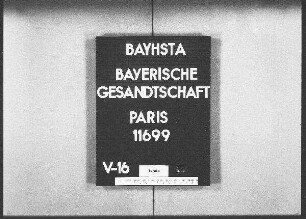 BAYHSTA
BAYERISCHE
GESANDTSCHAFT
PARIS
11699
V-16